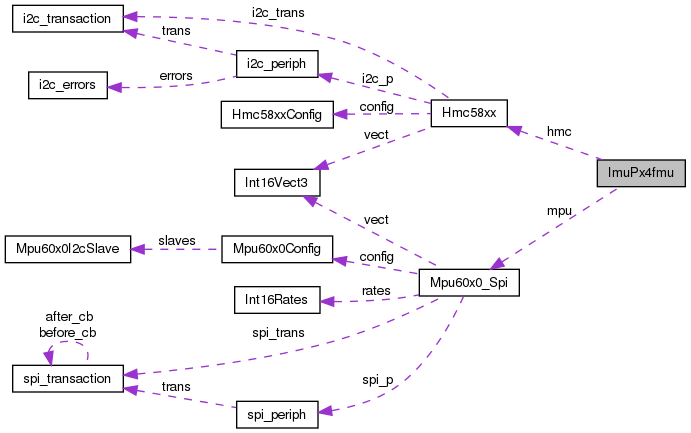 i2c_transaction
i2c_trans
trans
i2c_periph
i2c_errors
errors
i2c_p
Hmc58xxConfig
config
Hmc58xx
vect
hmc
ImuPx4fmu
Int16Vect3
mpu
vect
Mpu60x0I2cSlave
slaves
Mpu60x0Config
config
Mpu60x0_Spi
Int16Rates
rates
after_cb
before_cb
spi_trans
spi_transaction
trans
spi_p
spi_periph